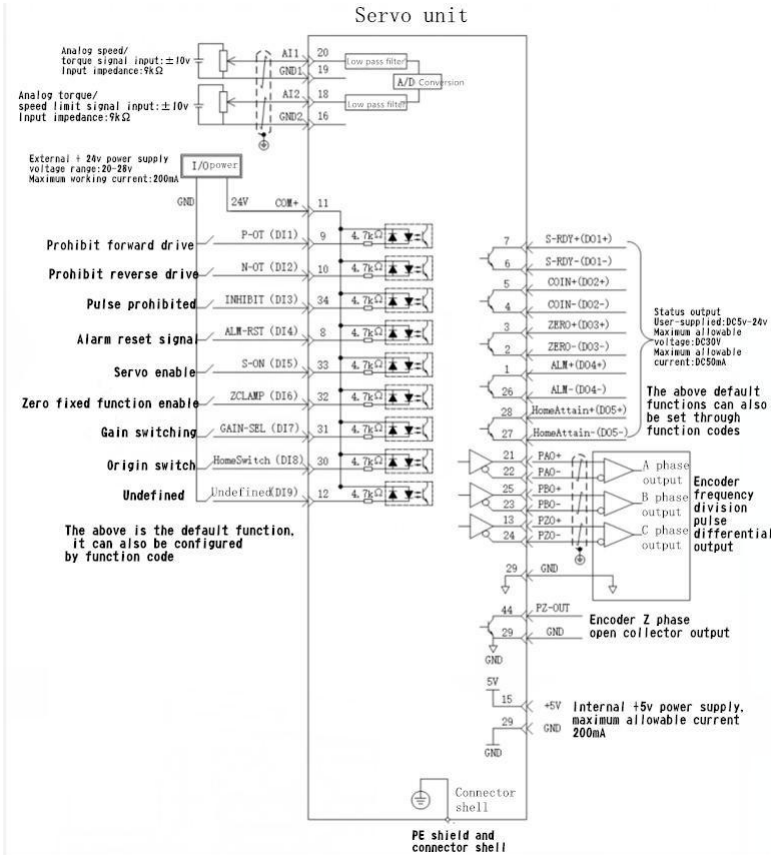 Servo unit
Analog speed/
torque signal input:±10v
Input impedance:9kΩ
AI1
20
Low pass filter
GND1
19
A/D Conversion
Analog torque/
speed limit signal input:±10v
Input impedance:9kΩ
AI2
18
Low pass filter
GND2
16
External + 24v power supply
voltage range:20-28v
Maximum working current:200mA
I/Opower
GND
24V
COM+
11
Prohibit forward drive
P-OT (DI1)
9
4.7kΩ
Prohibit reverse drive
N-OT (DI2)
10
4.7kΩ
Pulse prohibited
INHIBIT (DI3)
34
4.7kΩ
Alarm reset signal
ALM-RST (DI4)
8
4.7kΩ
Servo enable
S-ON (DI5)
33
4.7kΩ
Zero fixed function enable
ZCLAMP (DI6)
32
4.7kΩ
Gain switching
GAIN-SEL (DI7)
31
4.7kΩ
Origin switch
HomeSwitch (DI8)
30
4.7kΩ
Undefined
Undefined(DI9)
12
4.7kΩ
The above is the default function,
it can also be configured
by function code
7
S-RDY+(DO1+)
6
S-RDY-(DO1-)
5
COIN+(DO2+)
4
COIN-(DO2-)
3
ZERO+(DO3+)
2
ZERO-(DO3-)
1
ALM+(DO4+)
26
ALM-(DO4-)
28
HomeAttain+(DO5+)
27
HomeAttain-(DO5-)
Status output
User-supplied:DC5v-24v
Maximum allowable
voltage:DC30V
Maximum allowable
current:DC50mA
The above default
functions can also
be set through
function codes
21
PAO+
22
PAO-
A phase
output
25
PBO+
23
PBO-
B phase
output
13
PZO+
24
PZO-
C phase
output
Encoder
frequency
division
pulse
differential
output
29
GND
44
PZ-OUT
29
GND
GND
Encoder Z phase
open collector output
5V
15
+5V
29
GND
GND
Internal +5v power supply,
maximum allowable current
200mA
Connector
shell
PE shield and
connector shell